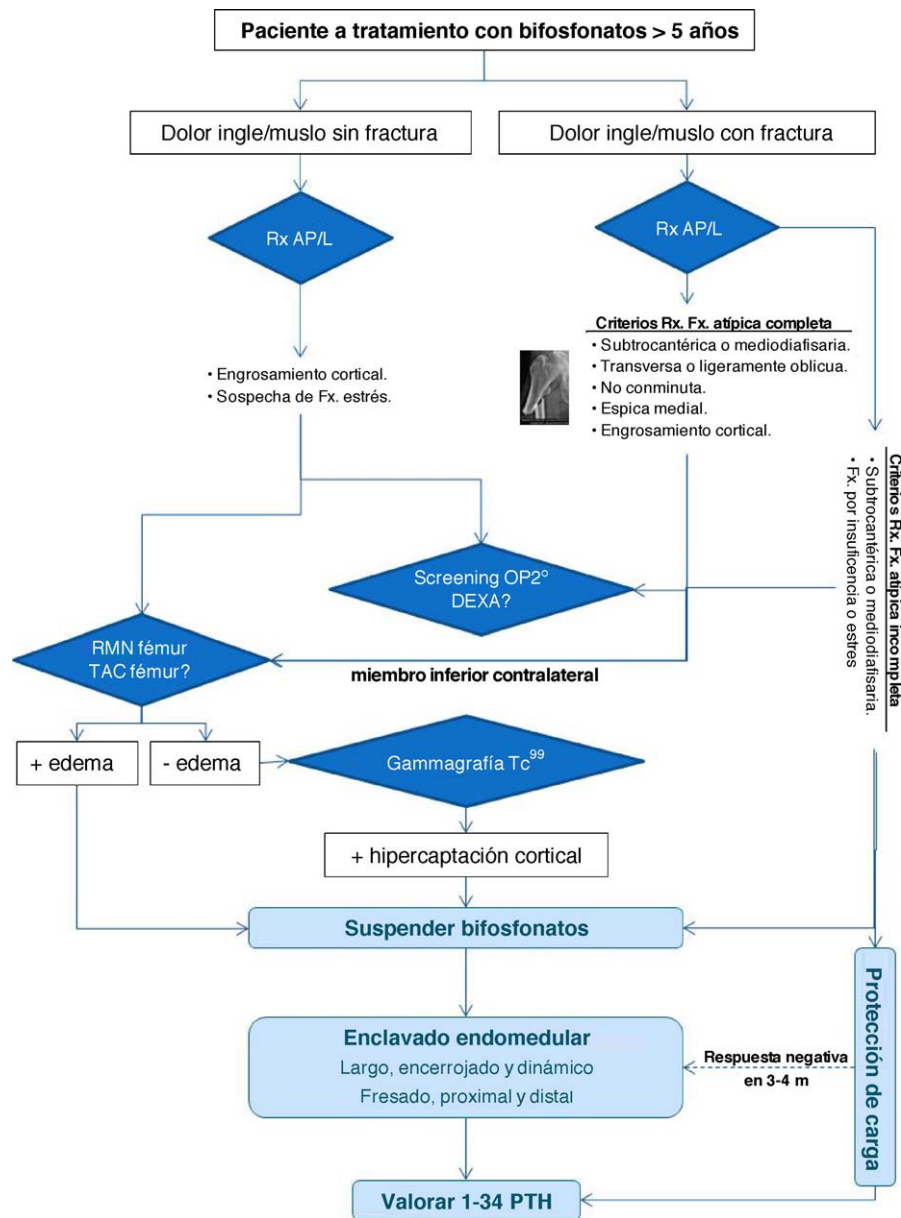 Paciente a tratamiento con bifosfonatos > 5 años
Dolor ingle/muslo sin fractura
Dolor ingle/muslo con fractura
Rx AP/L
Rx AP/L
Criterios Rx. Fx. atípica completa
• Subtrocantérica o mediodiafisaria.
• Transversa o ligeramente oblicua.
• No conminuta.
• Espica medial.
• Engrosamiento cortical.
• Engrosamiento cortical.
• Sospecha de Fx. estrés.
Criterios Rx. Fx. atípica incompleta
• Subtrocantérica o mediodiafisaria.
• Fx. por insuficencia o estres
Screening OP2º
DEXA?
RMN fémur
TAC fémur?
miembro inferior contralateral
+ edema
- edema
Gammagrafía Tc99
+ hipercaptación cortical
Suspender bifosfonatos
Enclavado endomedular
Largo, encerrojado y dinámico
Fresado, proximal y distal
Respuesta negativa
en 3-4 m
Protección de carga
Valorar 1-34 PTH